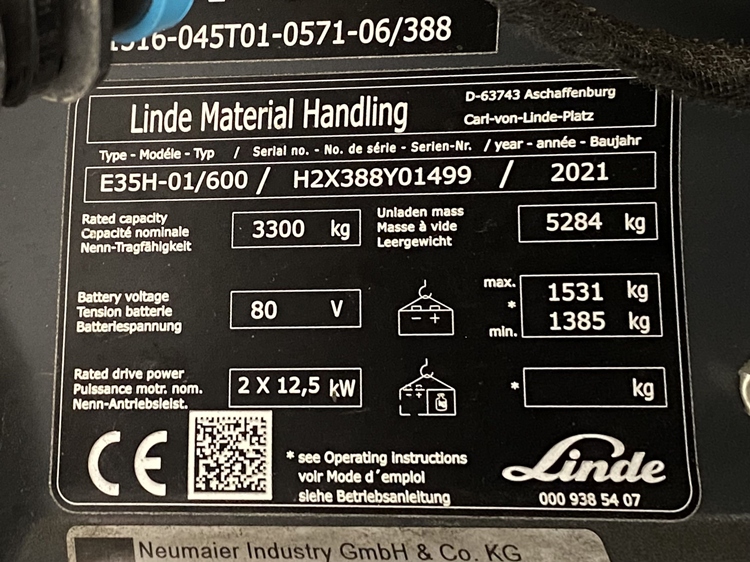 1316-045T01-0571-06/388
Linde Material Handling
D-63743 Aschaffenburg
Carl-von-Linde-Platz
Type - Modéle - Typ / Serial no. - No. de série - Serien-Nr. / year - année - Baujahr
E35H-01/600 / H2X388Y01499 / 2021
Rated capacity
Capacité nominale
Nenn-Tragfähigkeit
3300 kg
Unladen mass
Masse à vide
Leergewicht
5284 kg
Battery voltage
Tension batterie
Batteriespannung
80 V
- +
max.
*
min.
1531 kg
1385 kg
Rated drive power
Puissance motr. nom.
Nenn-Antriebsleist.
2 X 12,5 kW
* kg
CE
* see Operating instructions
voir Mode d´emploi
siehe Betriebsanleitung
Linde
000 938 54 07
Neumaier Industry GmbH & Co. KG